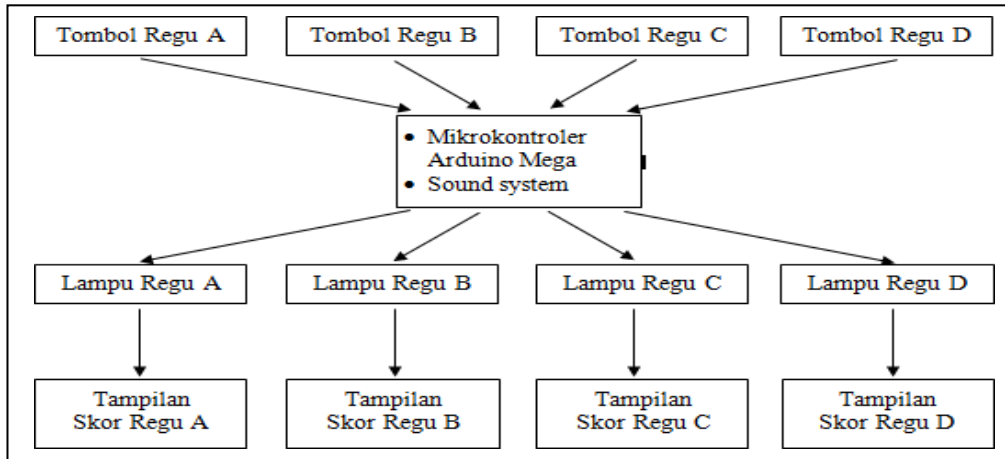 Tombol Regu A
Tombol Regu B
Tombol Regu C
Tombol Regu D
• Mikrokontroler
Arduino Mega
• Sound system
Lampu Regu A
Lampu Regu B
Lampu Regu C
Lampu Regu D
Tampilan
Skor Regu A
Tampilan
Skor Regu B
Tampilan
Skor Regu C
Tampilan
Skor Regu D